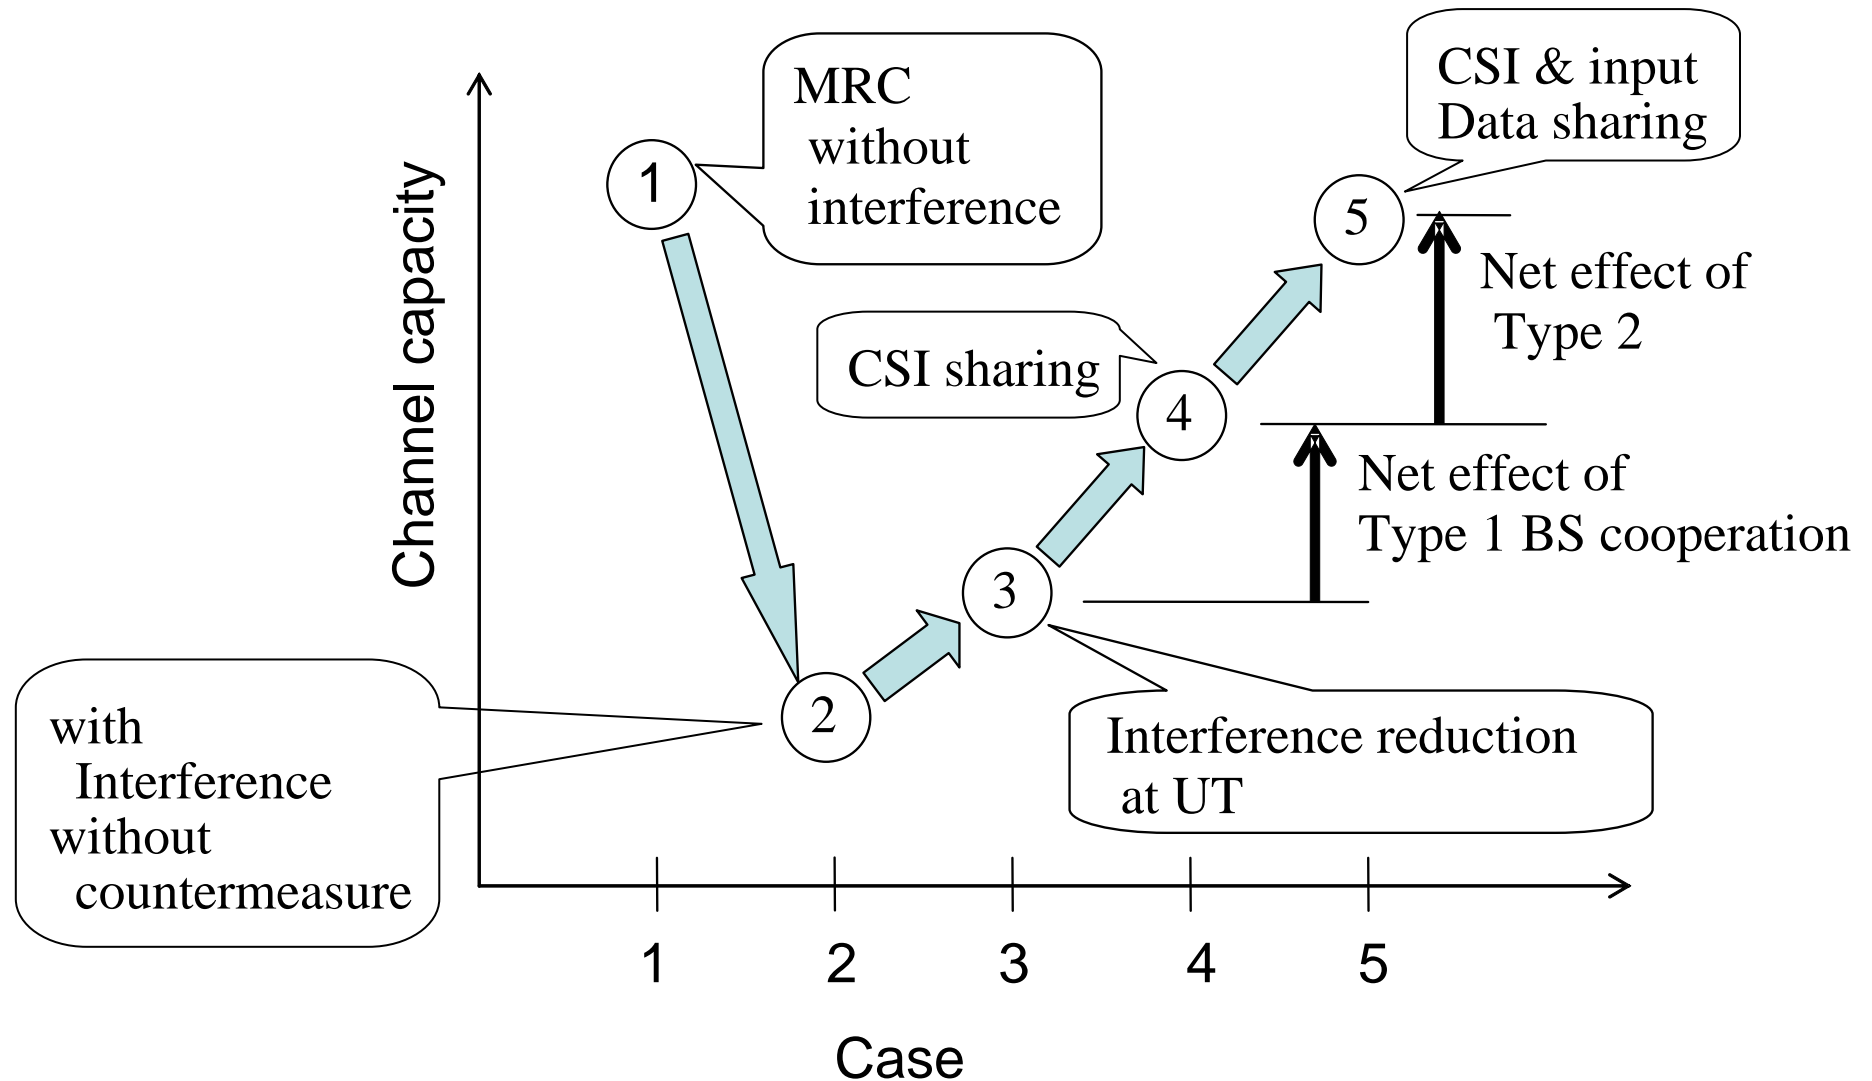 CSI & input
Data sharing
MRC
without
interference
1
5
Channel capacity
Net effect of
Type 2
CSI sharing
4
Net effect of
Type 1 BS cooperation
3
2
with
Interference
without
countermeasure
Interference reduction
at UT
1 2 3 4 5
Case